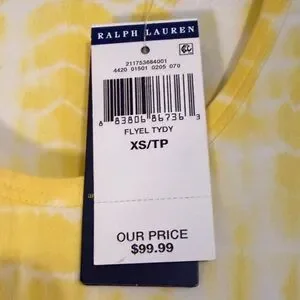 RALPH LAUREN
211753684001
4420 01501 0205 070
8 83806 86736 3
FLYEL TYDY
XS/TP
OUR PRICE
$99.99